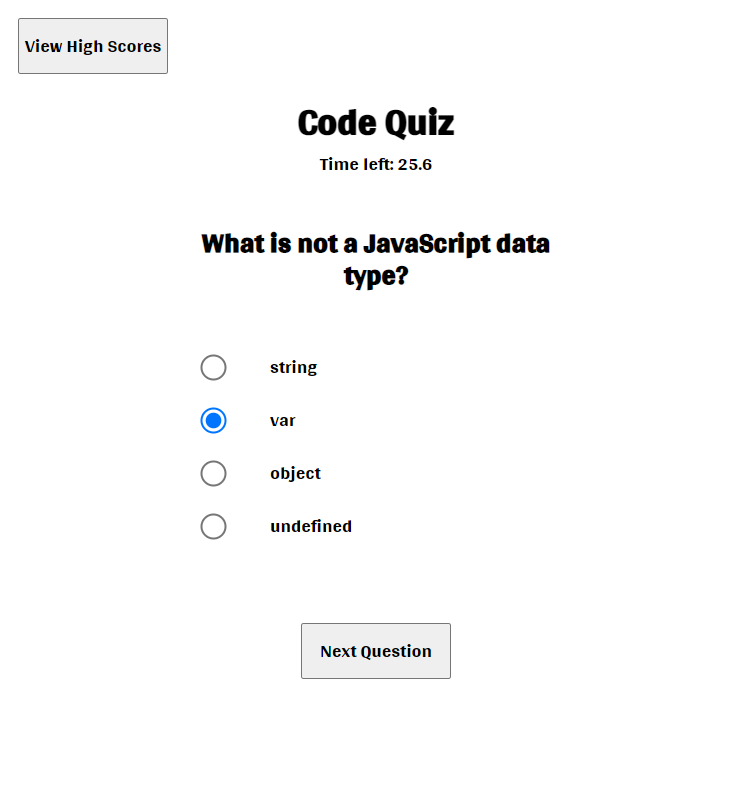 View High Scores
Code Quiz
Time left: 25.6
What is not a JavaScript data
type?
string
var
object
undefined
Next Question